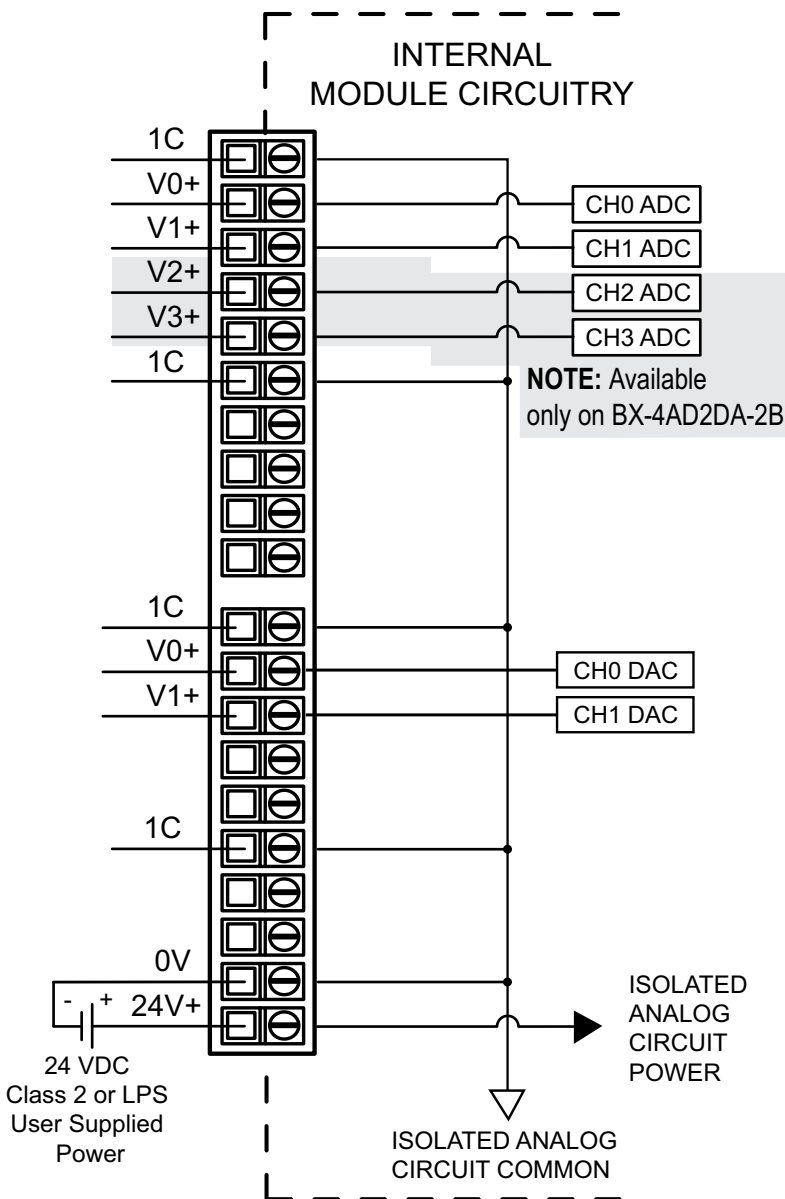 INTERNAL
MODULE CIRCUITRY
1C
V0+
CH0 ADC
V1+
CH1 ADC
V2+
CH2 ADC
V3+
CH3 ADC
1C
NOTE: Available
only on BX-4AD2DA-2B
1C
V0+
CH0 DAC
V1+
CH1 DAC
1C
0V
- + 24V+
ISOLATED
ANALOG
CIRCUIT
POWER
24 VDC
Class 2 or LPS
User Supplied
Power
ISOLATED ANALOG
CIRCUIT COMMON